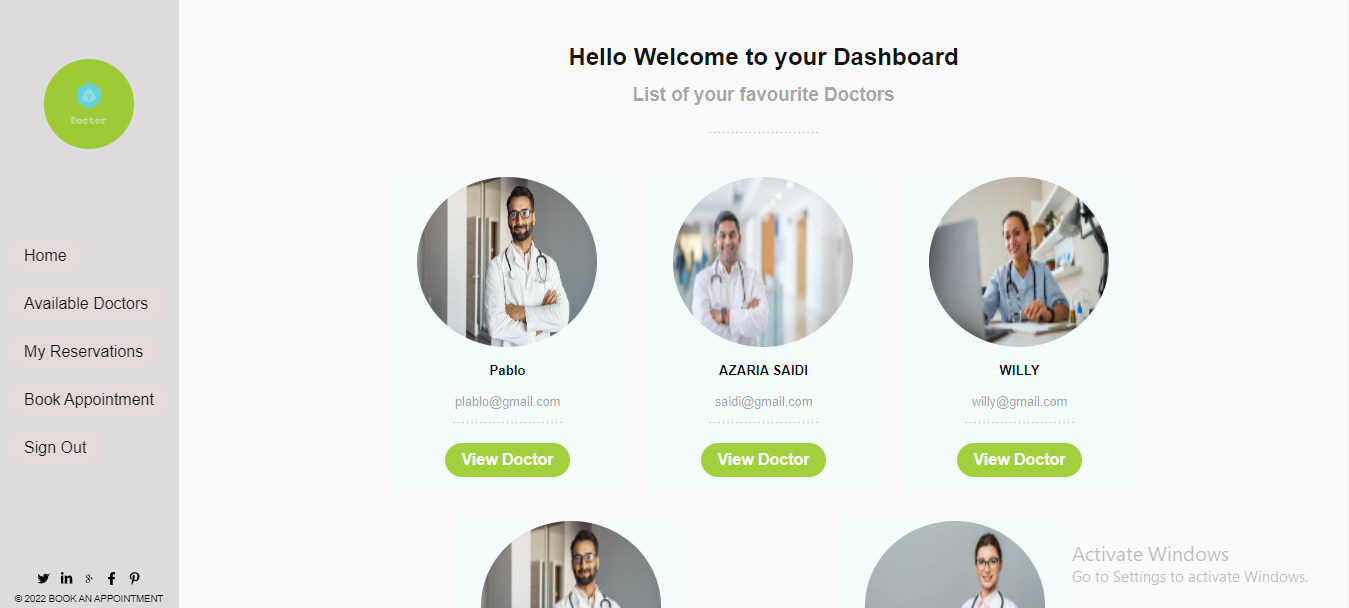 Doctor
Home
Available Doctors
My Reservations
Book Appointment
Sign Out
© 2022 BOOK AN APPOINTMENT
Hello Welcome to your Dashboard
List of your favourite Doctors
Pablo
plablo@gmail.com
View Doctor
AZARIA SAIDI
saidi@gmail.com
View Doctor
WILLY
willy@gmail.com
View Doctor
Activate Windows
Go to Settings to activate Windows.